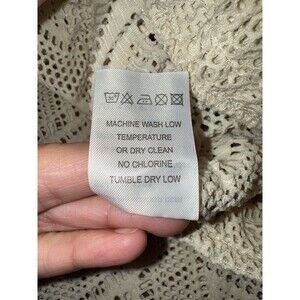 MACHINE WASH LOW
TEMPERATURE
OR DRY CLEAN
NO CHLORINE
TUMBLE DRY LOW